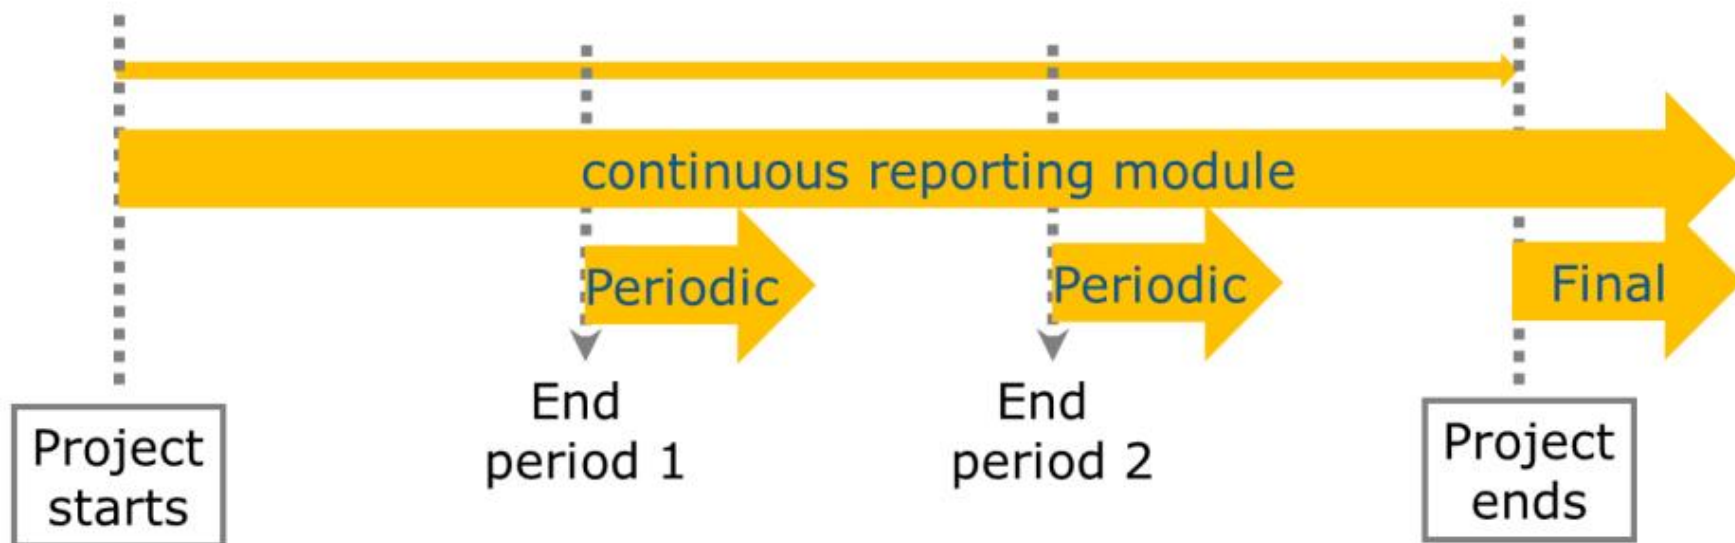 continuous reporting module
Periodic
Periodic
Final
End
period 1
End
period 2
Project
starts
Project
ends